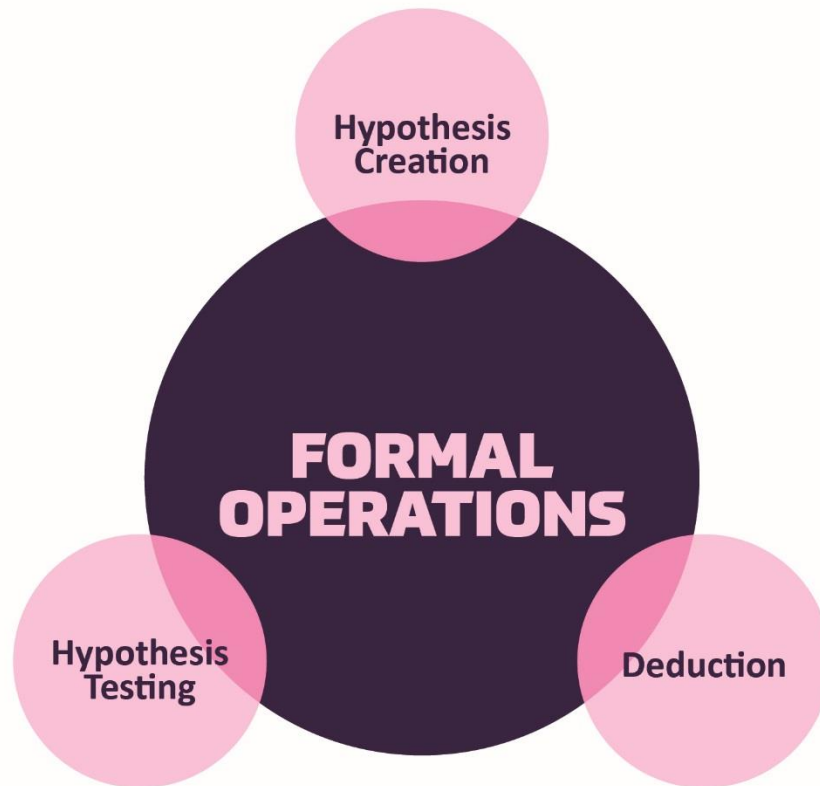 Hypothesis
Creation
FORMAL
OPERATIONS
Hypothesis
Testing
Deduction